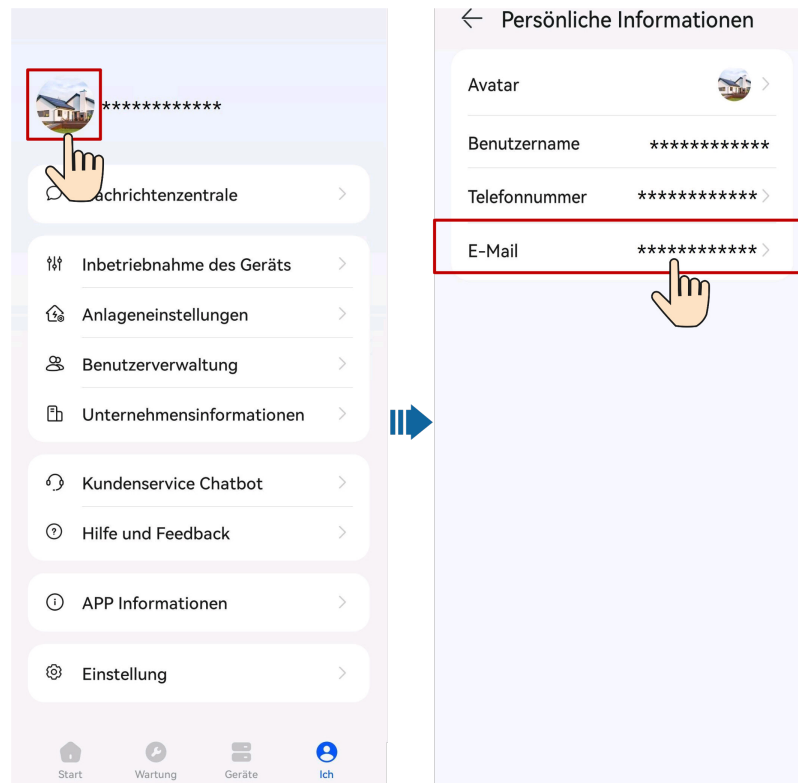 ************
Nachrichtenzentrale
Inbetriebnahme des Geräts
Anlageneinstellungen
Benutzerverwaltung
Unternehmensinformationen
Kundenservice Chatbot
Hilfe und Feedback
APP Informationen
Einstellung
Start Wartung Geräte Ich
Persönliche Informationen
Avatar
Benutzername ************
Telefonnummer ************
E-Mail ************